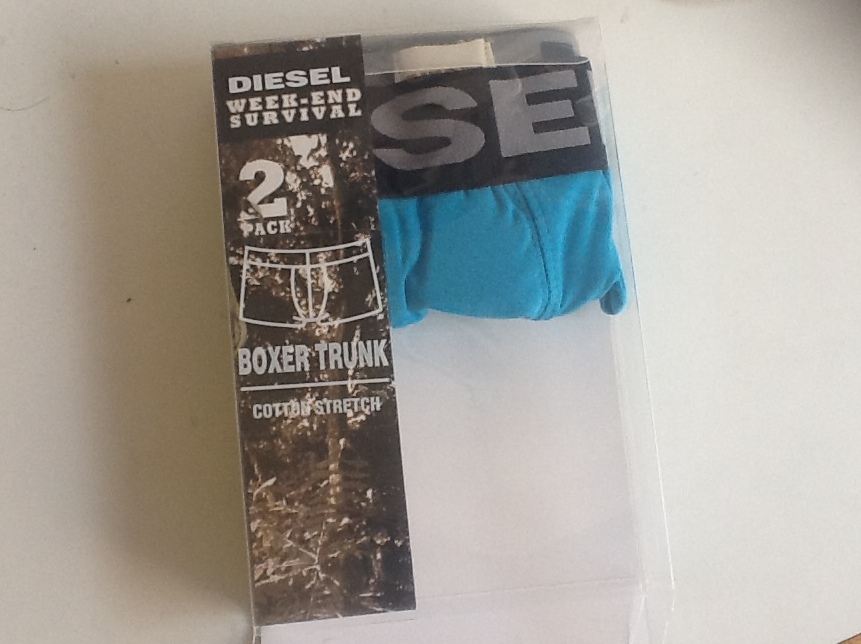 DIESEL
WEEK-END
SURVIVAL
2
PACK
BOXER TRUNK
COTTON STRETCH
SE